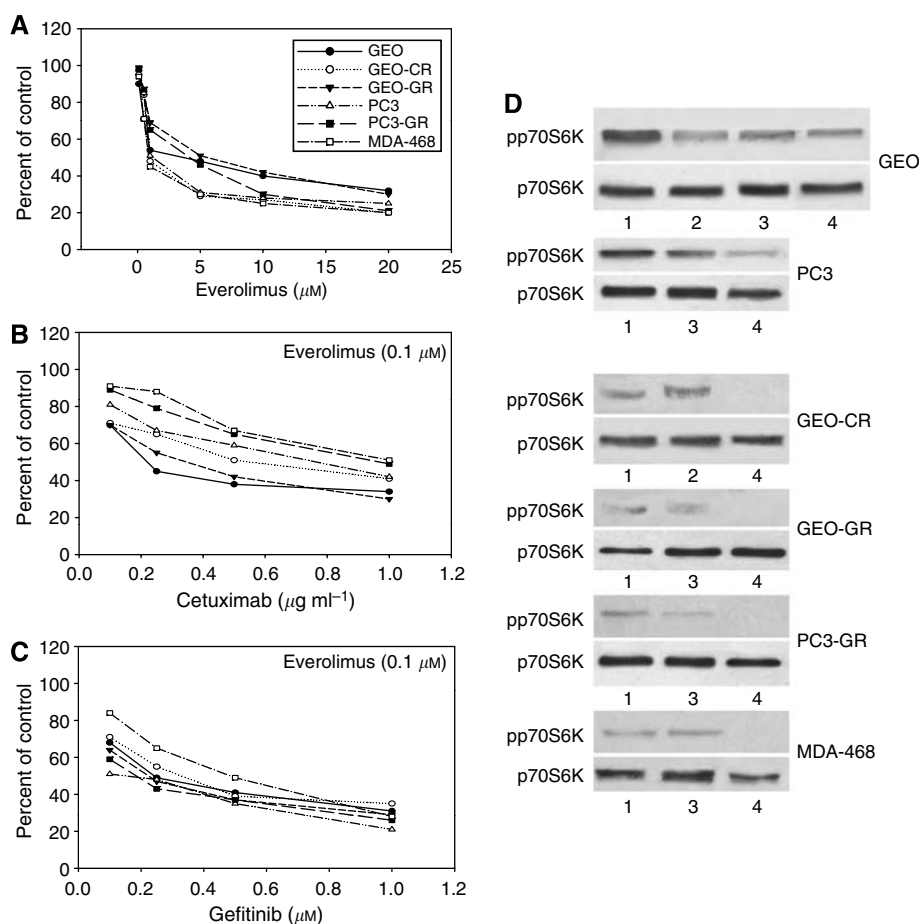 A
120
100
80
60
40
20
0
Percent of control
GEO
GEO-CR
GEO-GR
PC3
PC3-GR
MDA-468
0 5 10 15 20 25
Everolimus (μM)
B
Everolimus (0.1 μM)
120
100
80
60
40
20
0
Percent of control
0.0 0.2 0.4 0.6 0.8 1.0 1.2
Cetuximab (μg ml⁻¹)
C
Everolimus (0.1 μM)
120
100
80
60
40
20
0
Percent of control
0.0 0.2 0.4 0.6 0.8 1.0 1.2
Gefitinib (μM)
D
pp70S6K
GEO
p70S6K
1 2 3 4
pp70S6K
PC3
p70S6K
1 3 4
pp70S6K
GEO-CR
p70S6K
1 2 4
pp70S6K
GEO-GR
p70S6K
1 3 4
pp70S6K
PC3-GR
p70S6K
1 3 4
pp70S6K
MDA-468
p70S6K
1 3 4